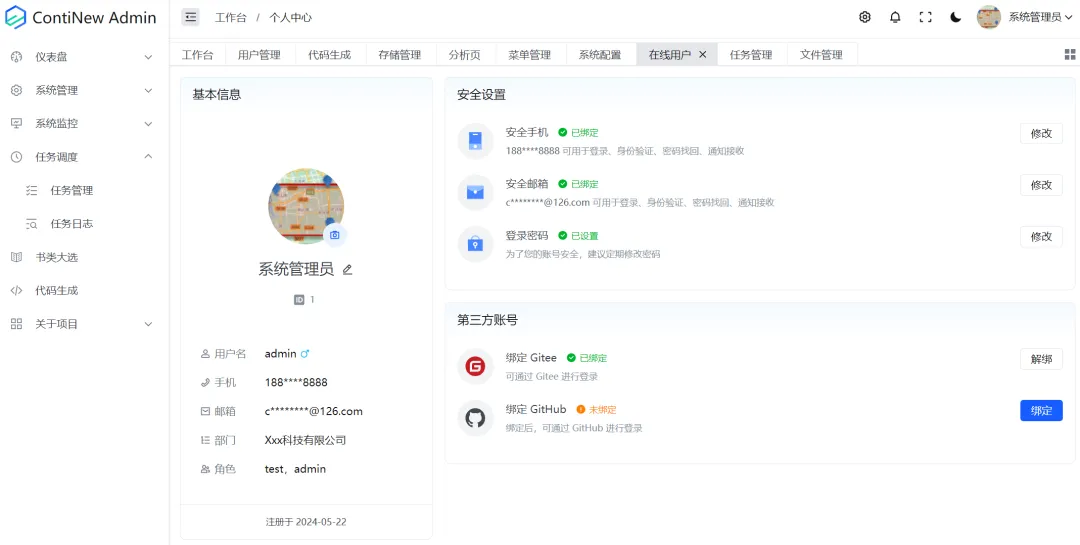 ContiNew Admin
工作台 / 个人中心
系统管理员
工作台 用户管理 代码生成 存储管理 分析页 菜单管理 系统配置 在线用户 任务管理 文件管理
仪表盘
系统管理
系统监控
任务调度
任务管理
任务日志
书类大选
代码生成
关于项目
基本信息
系统管理员
ID 1
用户名 admin
手机 188****8888
邮箱 c********@126.com
部门 Xxx科技有限公司
角色 test，admin
注册于 2024-05-22
安全设置
安全手机 已绑定
188****8888 可用于登录、身份验证、密码找回、通知接收
修改
安全邮箱 已绑定
c********@126.com 可用于登录、身份验证、密码找回、通知接收
修改
登录密码 已设置
为了您的账号安全，建议定期修改密码
修改
第三方账号
绑定 Gitee 已绑定
可通过 Gitee 进行登录
解绑
绑定 GitHub 未绑定
绑定后，可通过 GitHub 进行登录
绑定